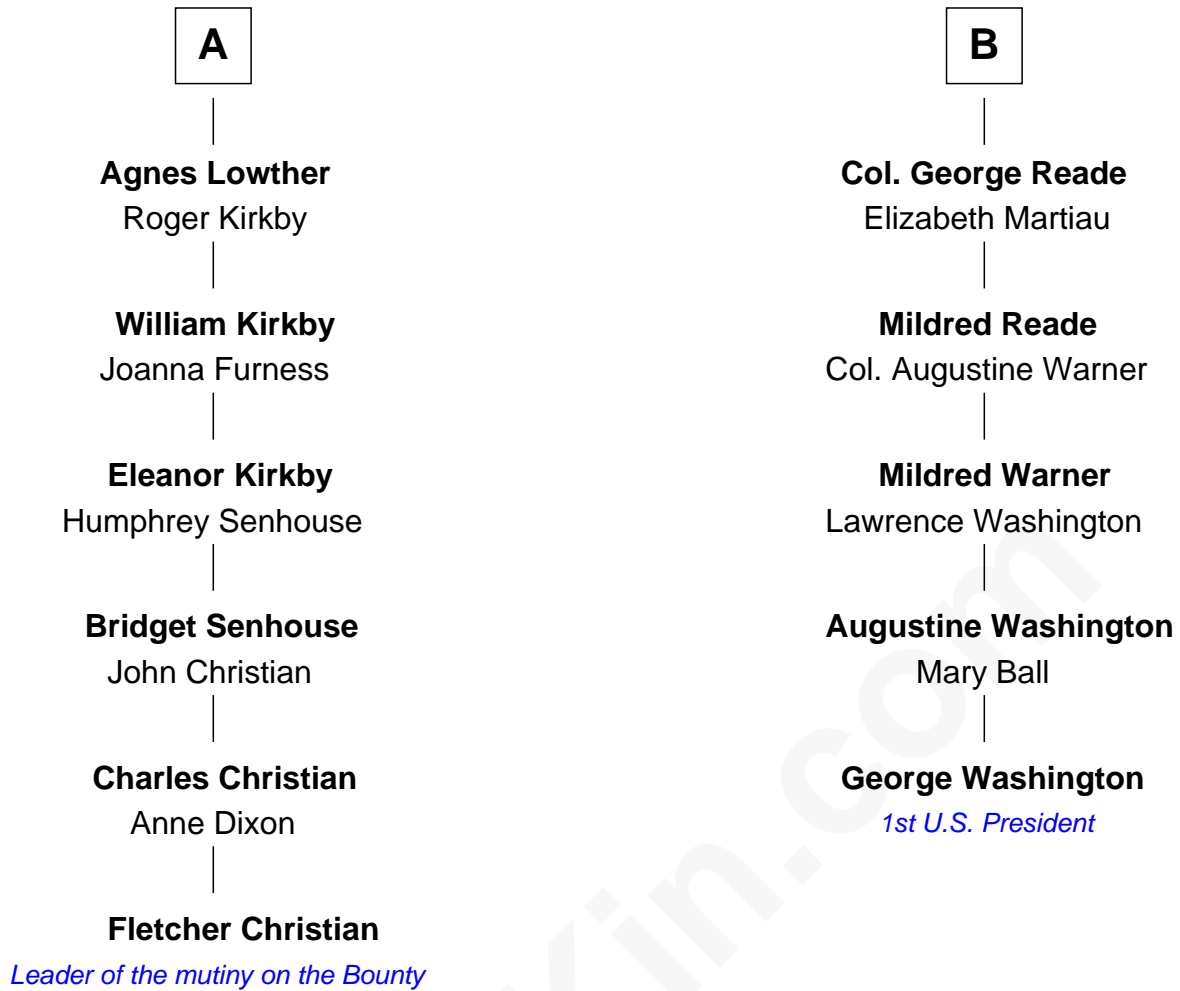 A
Agnes Lowther
Roger Kirkby
William Kirkby
Joanna Furness
Eleanor Kirkby
Humphrey Senhouse
Bridget Senhouse
John Christian
Charles Christian
Anne Dixon
Fletcher Christian
Leader of the mutiny on the Bounty
B
Col. George Reade
Elizabeth Martiau
Mildred Reade
Col. Augustine Warner
Mildred Warner
Lawrence Washington
Augustine Washington
Mary Ball
George Washington
1st U.S. President